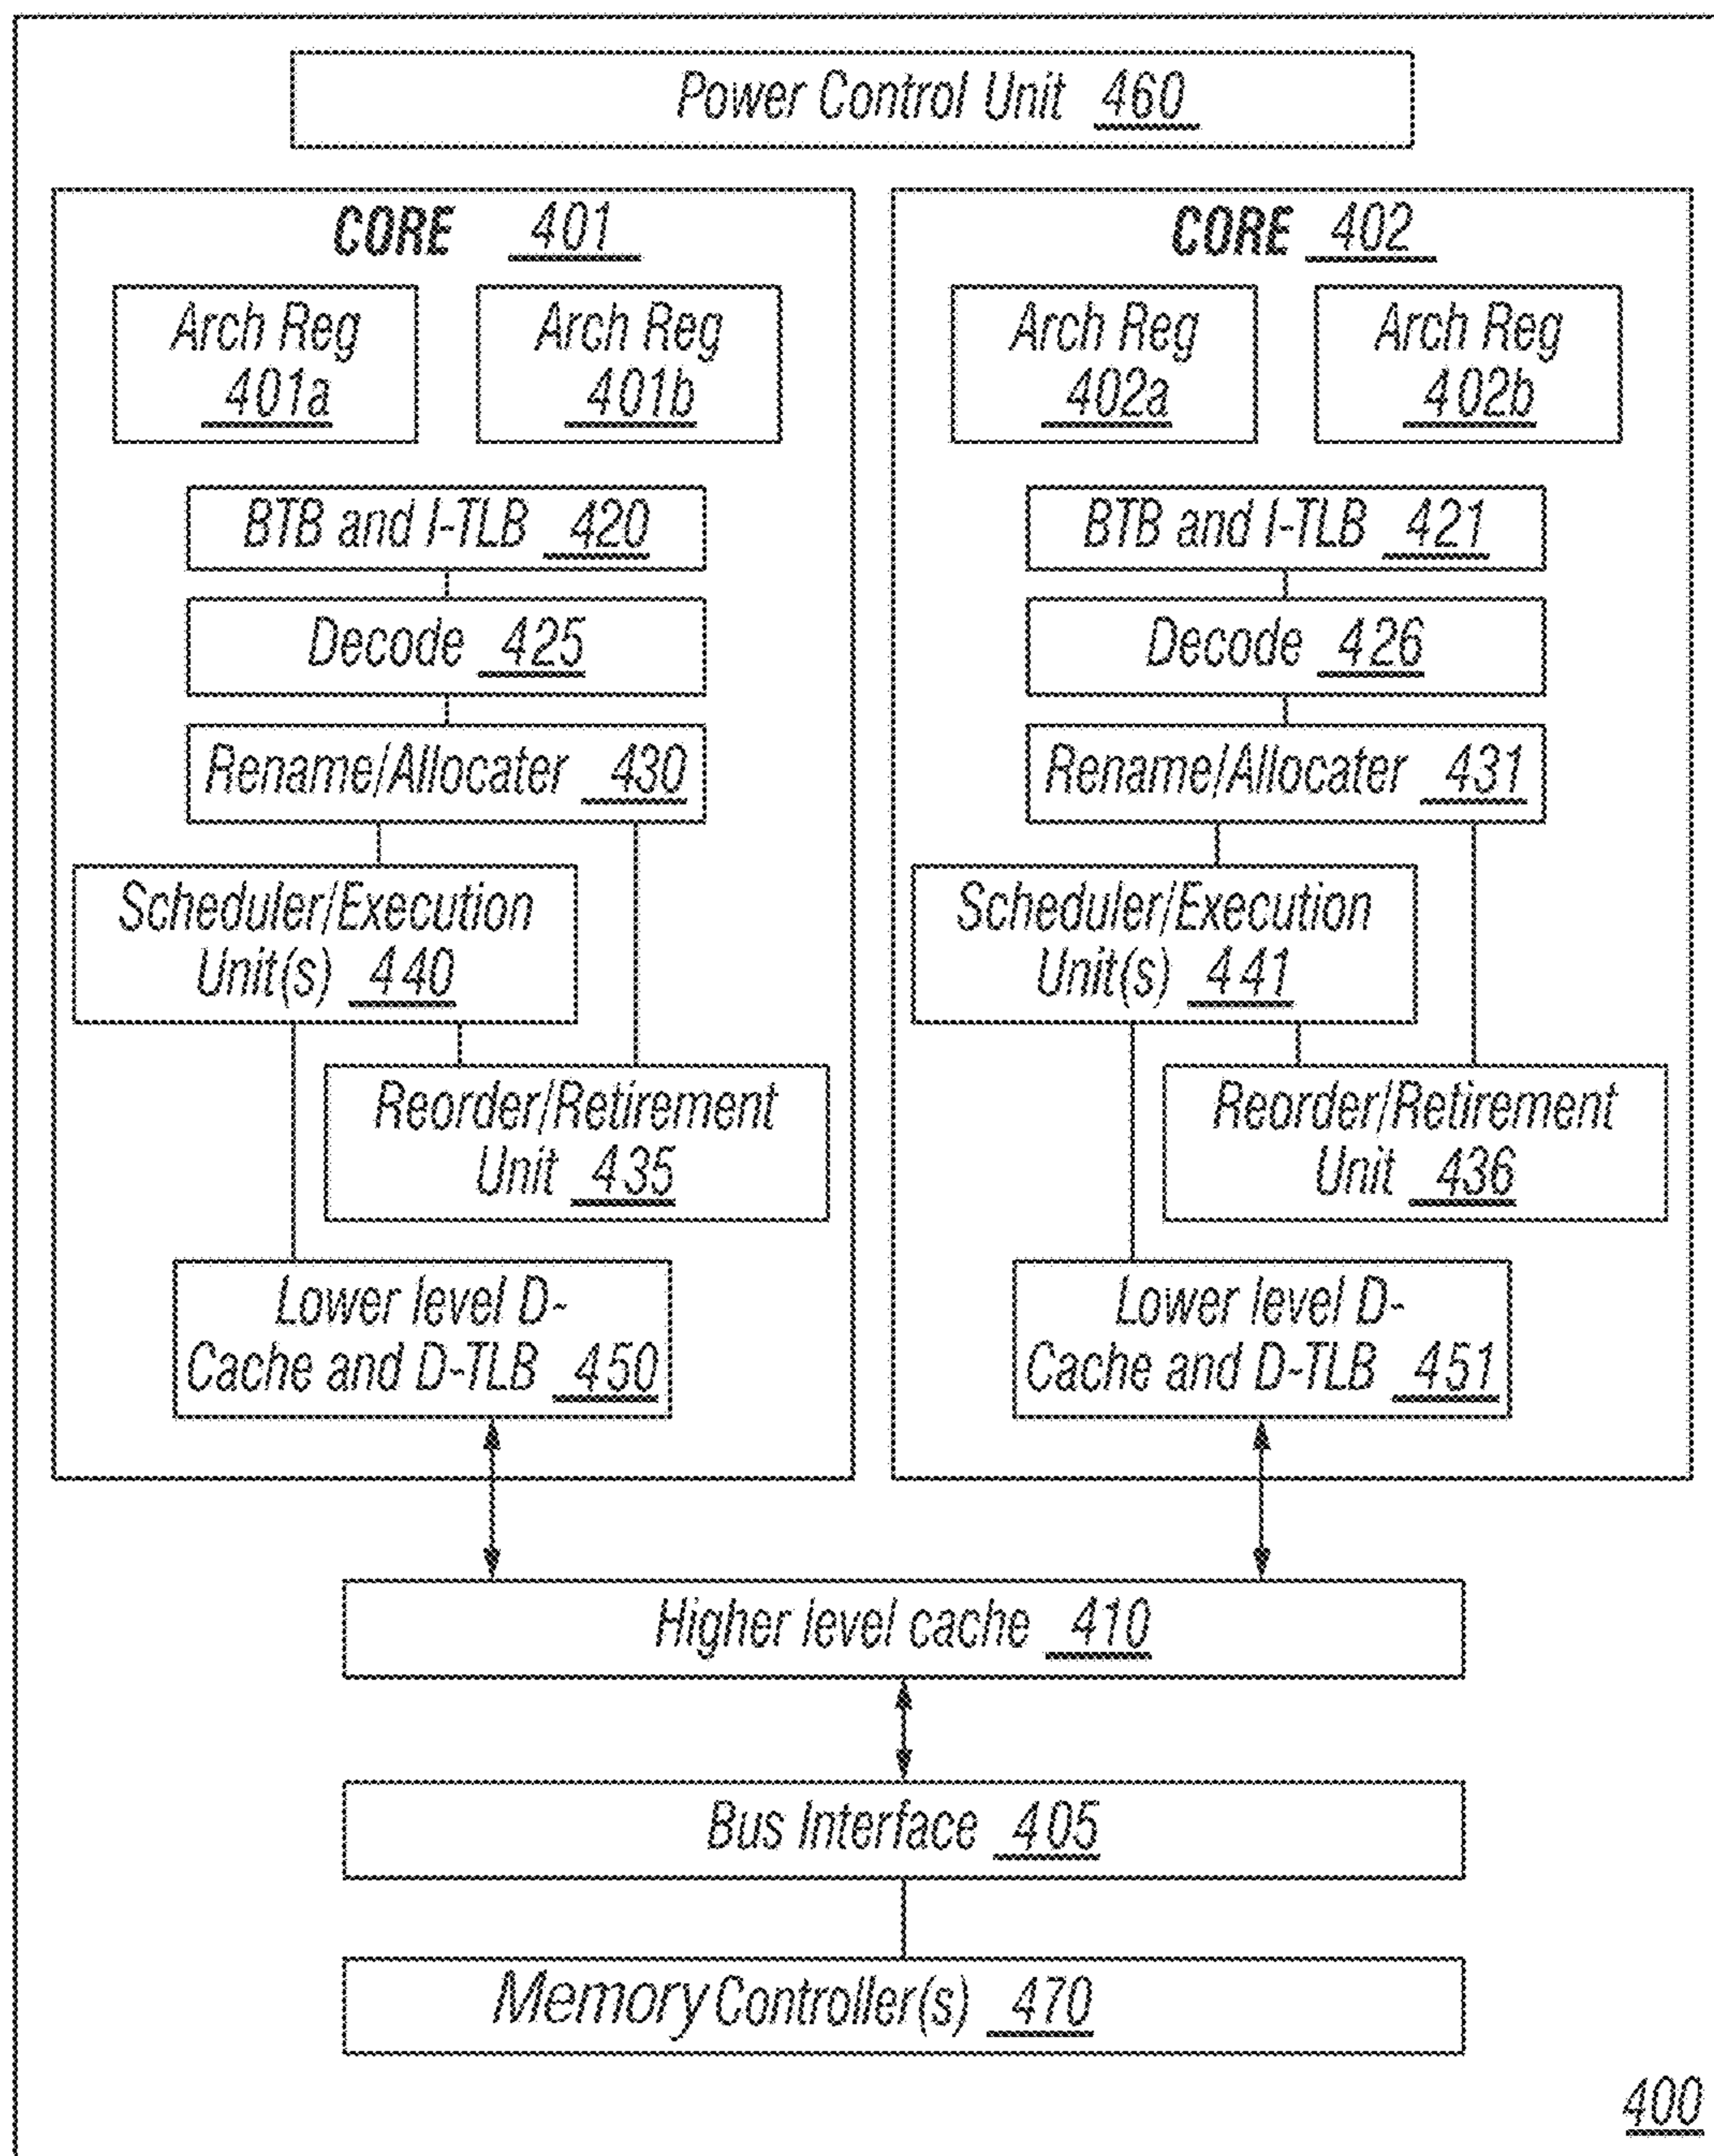 Power Control Unit 460
CORE 401
Arch Reg
401a
Arch Reg
401b
BTB and I-TLB 420
Decode 425
Rename/Allocater 430
Scheduler/Execution
Unit(s) 440
Reorder/Retirement
Unit 435
Lower level D-
Cache and D-TLB 450
CORE 402
Arch Reg
402a
Arch Reg
402b
BTB and I-TLB 421
Decode 426
Rename/Allocater 431
Scheduler/Execution
Unit(s) 441
Reorder/Retirement
Unit 436
Lower level D-
Cache and D-TLB 451
Higher level cache 410
Bus Interface 405
Memory Controller(s) 470
400